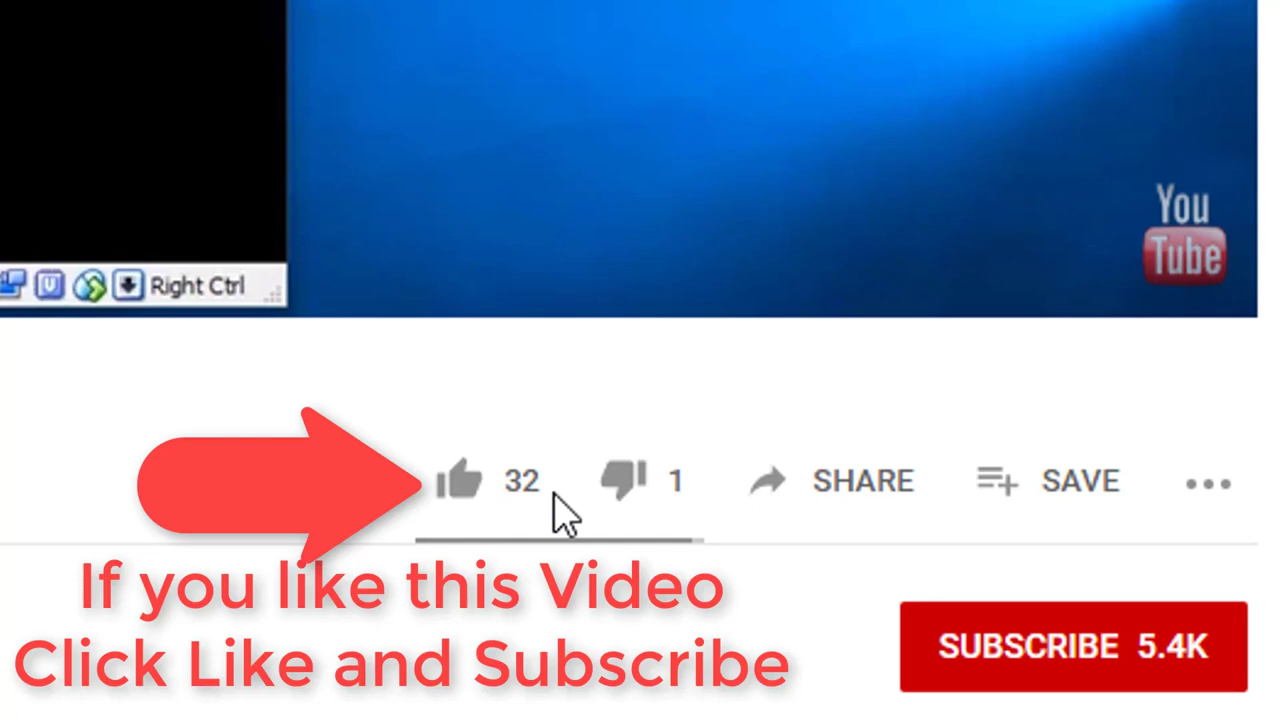 You
Tube
Right Ctrl
32 1 SHARE SAVE
If you like this Video
Click Like and Subscribe
SUBSCRIBE 5.4K